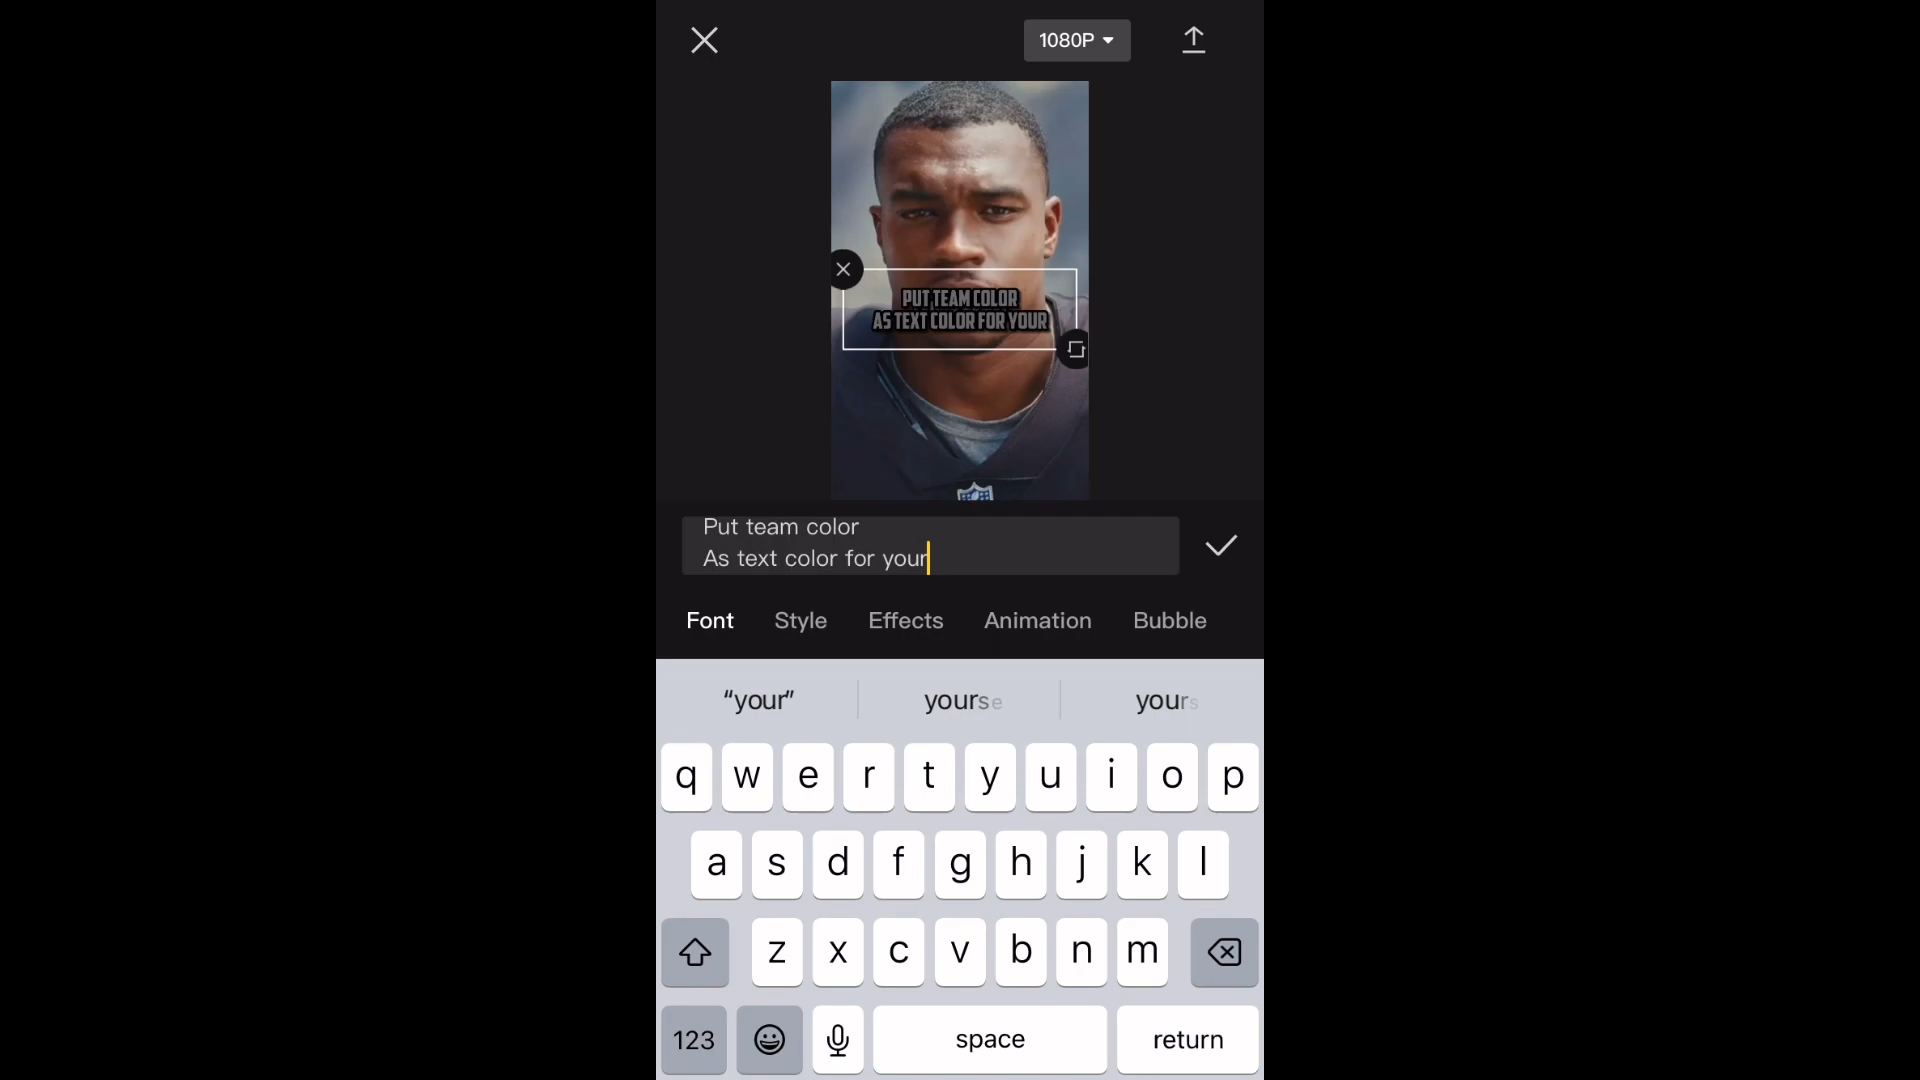 1080P
PUT TEAM COLOR
AS TEXT COLOR FOR YOUR
Put team color
As text color for your
Font Style Effects Animation Bubble
“your” yourse yours
q w e r t y u i o p
a s d f g h j k l
z x c v b n m
123 space return